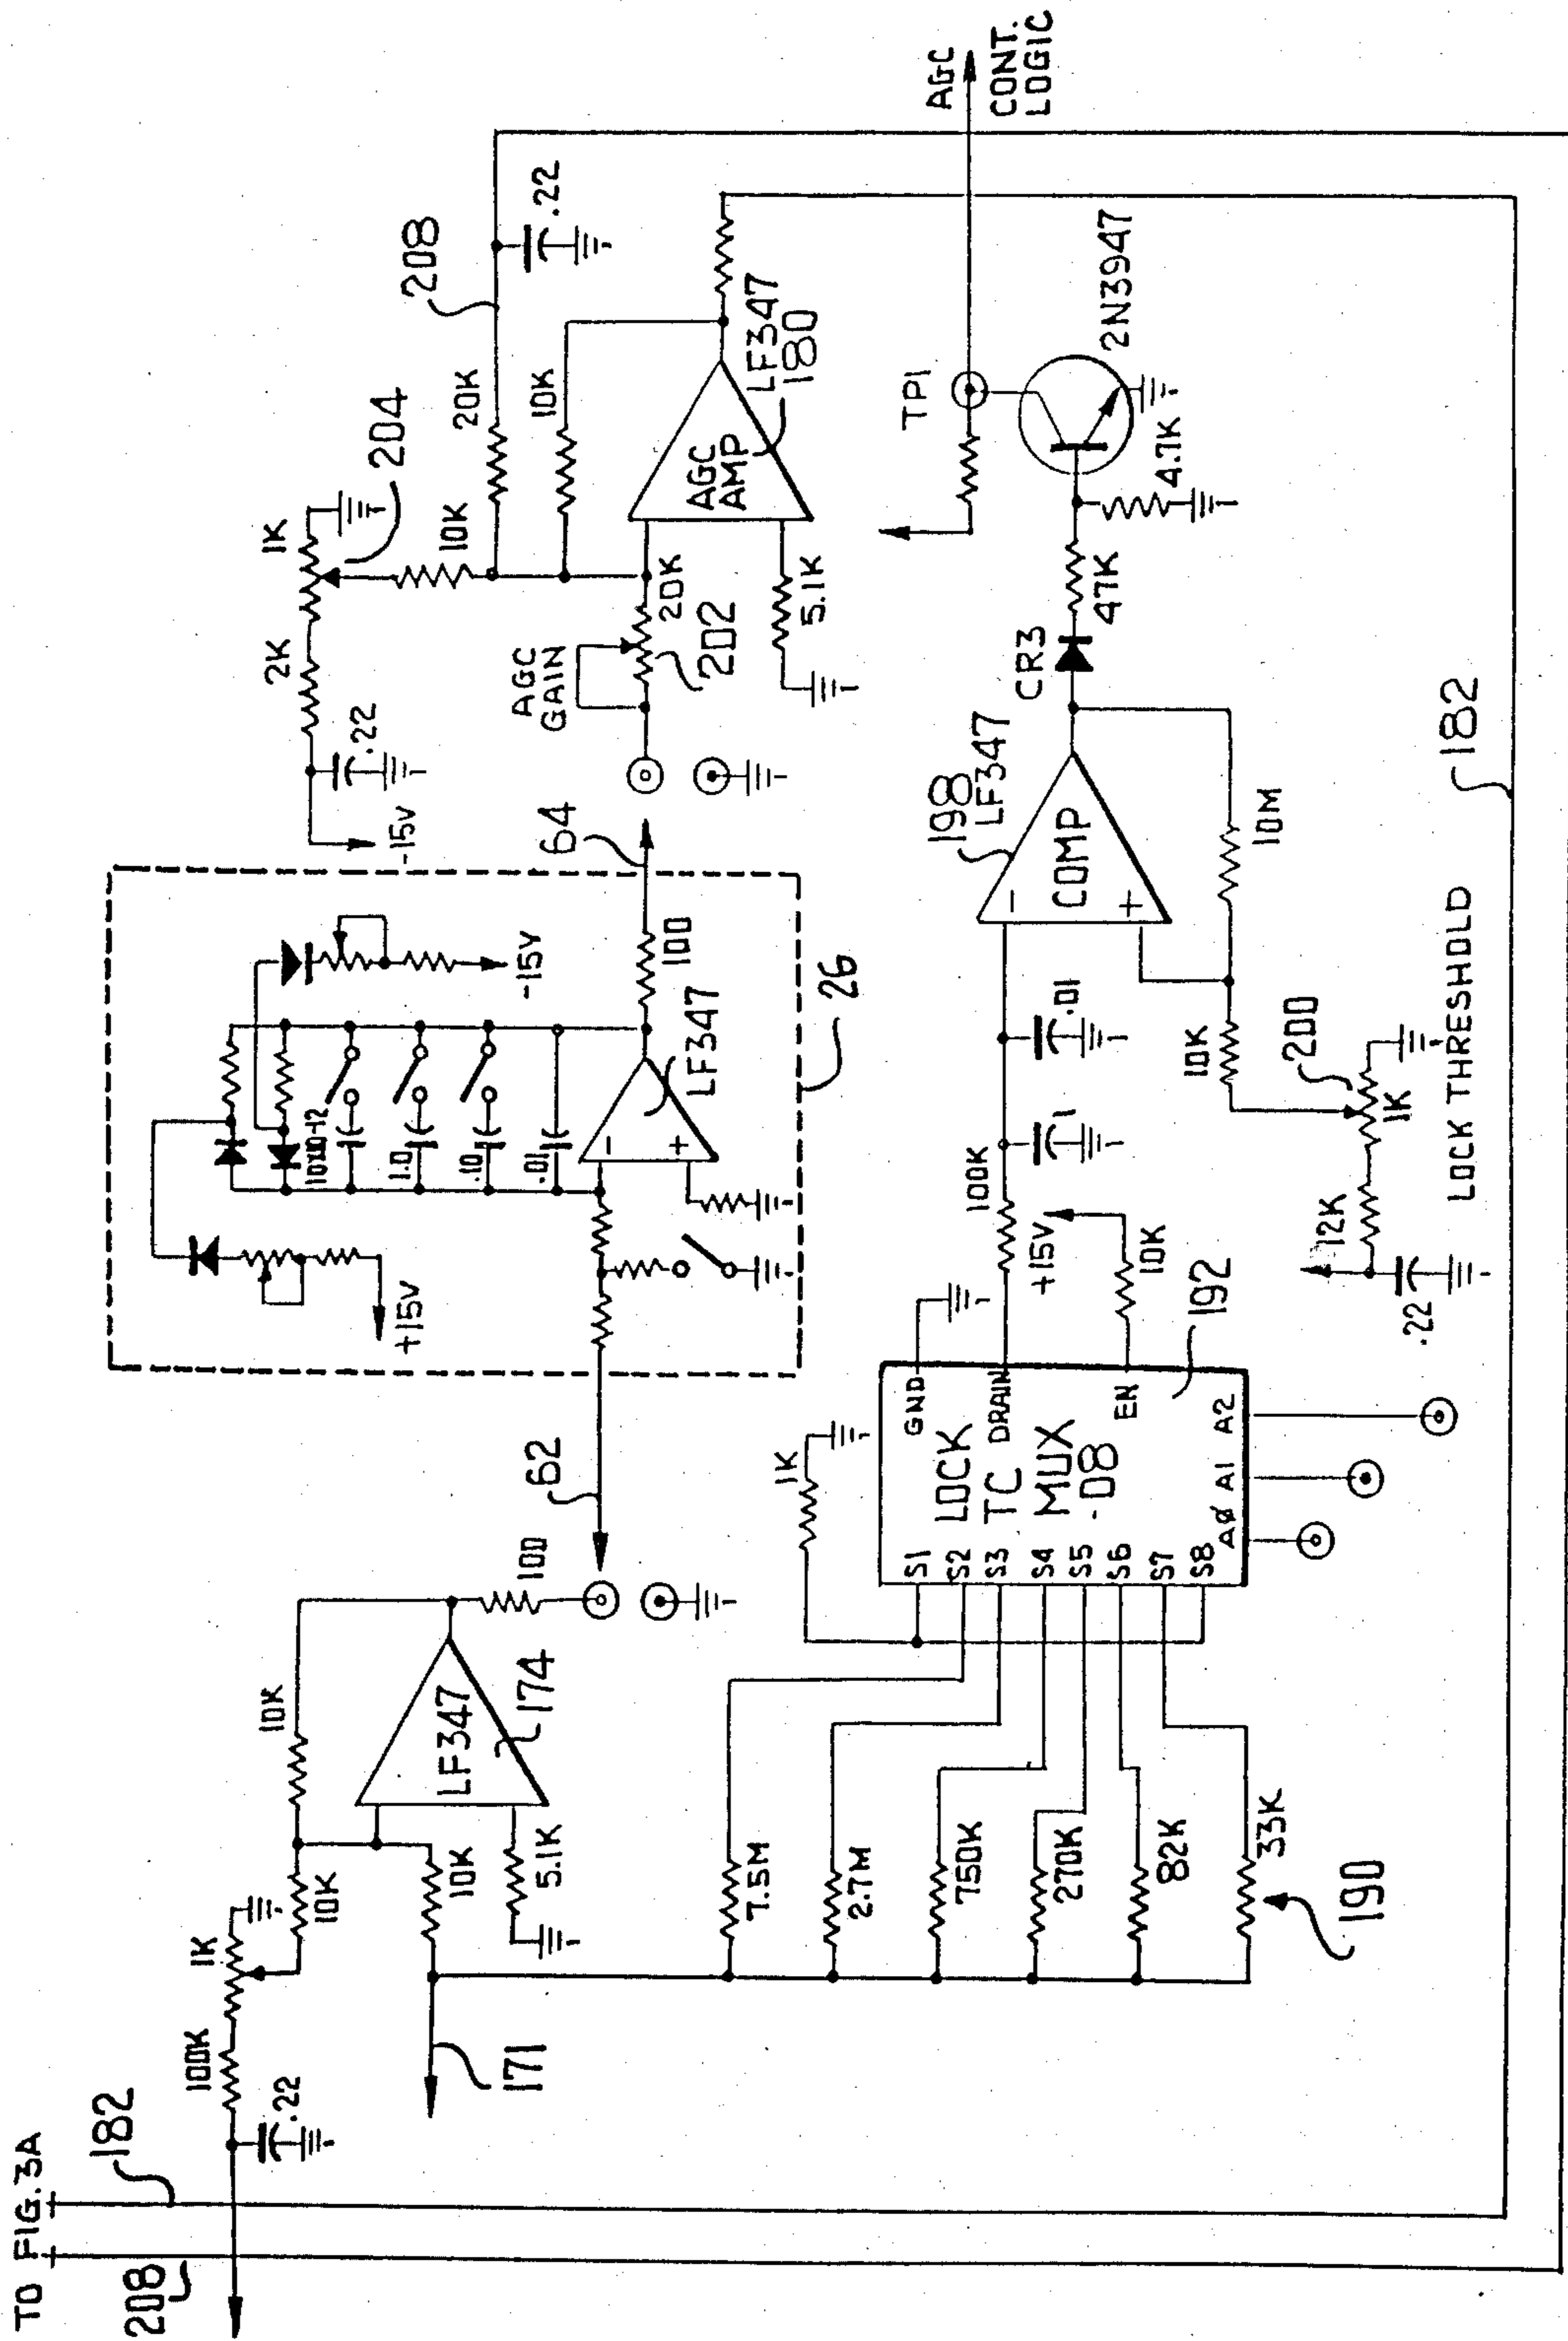 TO FIG. 3A
182
208
100K
.22
1K
10K
10K
10K
5.1K
LF347
174
100
171
62
+15V
10X10-12
1.0
.10
.01
-
+
LF347
100
-15V
26
64
-15V
.22
2K
1K
204
10K
20K
10K
208
.22
AGC
GAIN
20K
202
5.1K
AGC
AMP
LF347
180
7.5M
2.7M
750K
270K
82K
33K
190
1K
S1
S2
S3
S4
S5
S6
S7
S8
GND
LOCK
TC
MUX
-08
DRAIN
EN
AØ
A1
A2
192
100K
.1
.01
+15V
10K
198
LF347
-
+
COMP
10M
10K
200
1K
12K
.22
LOCK THRESHOLD
CR3
47K
4.7K
2N3947
TP1
AGC
CONT.
LOGIC
182